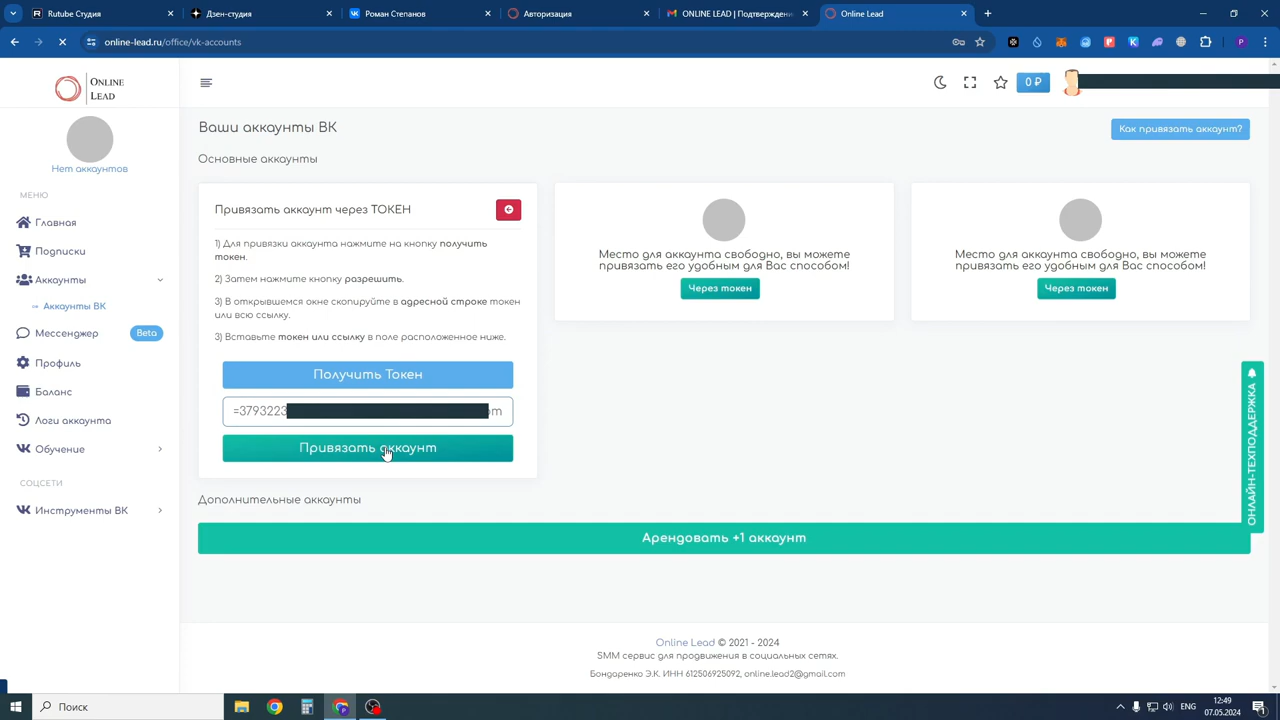 Rutube Студия
Дзен-студия
Роман Степанов
Авторизация
ONLINE LEAD | Подтверждени
Online Lead
online-lead.ru/office/vk-accounts
P
ONLINE
LEAD
0 ₽
Нет аккаунтов
МЕНЮ
Главная
Подписки
Аккаунты
Аккаунты ВК
Мессенджер
Beta
Профиль
Баланс
Логи аккаунта
Обучение
СОЦСЕТИ
Инструменты ВК
Ваши аккаунты ВК
Как привязать аккаунт?
Основные аккаунты
Привязать аккаунт через ТОКЕН
1) Для привязки аккаунта нажмите на кнопку получить
токен.
2) Затем нажмите кнопку разрешить.
3) В открывшемся окне скопируйте в адресной строке токен
или всю ссылку.
3) Вставьте токен или ссылку в поле расположенное ниже.
Получить Токен
=3793223
om
Привязать аккаунт
Место для аккаунта свободно, вы можете
привязать его удобным для Вас способом!
Через токен
Место для аккаунта свободно, вы можете
привязать его удобным для Вас способом!
Через токен
Дополнительные аккаунты
Арендовать +1 аккаунт
ОНЛАЙН-ТЕХПОДДЕРЖКА
Online Lead © 2021 - 2024
SMM сервис для продвижения в социальных сетях.
Бондаренко Э.К. ИНН 612506925092, online.lead2@gmail.com
Поиск
ENG
12:49
07.05.2024